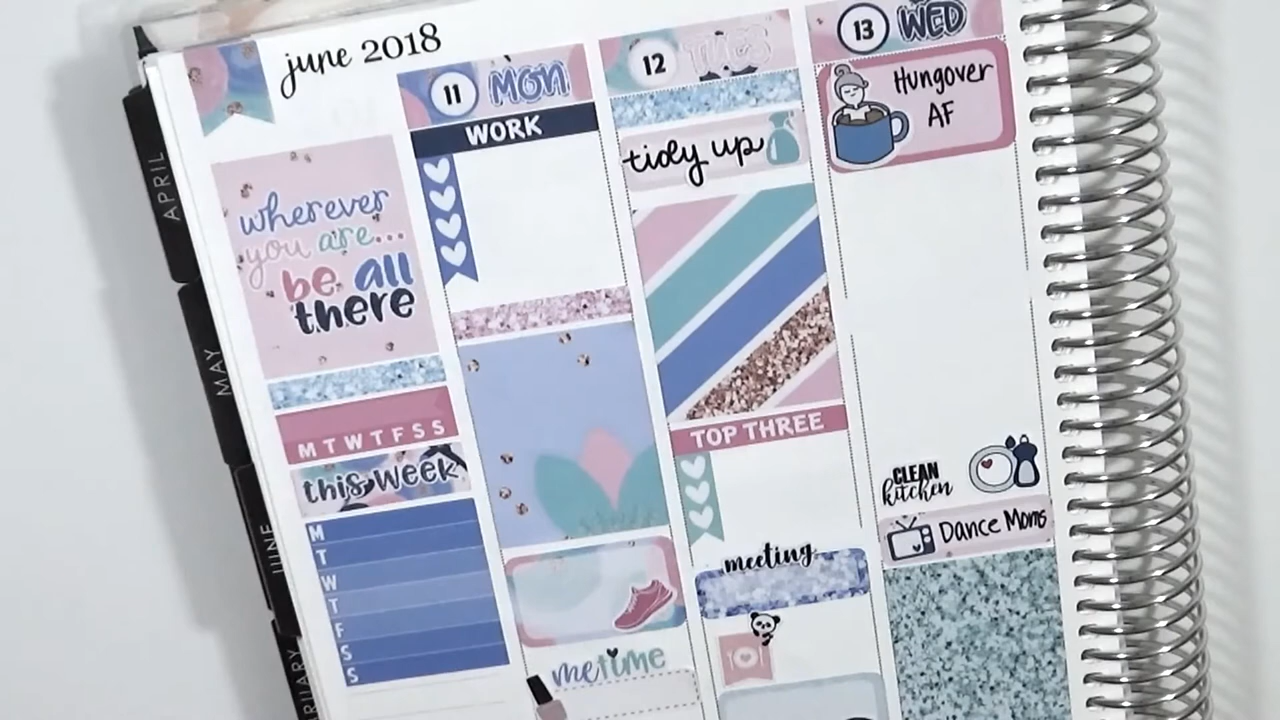 june 2018
APRIL
MAY
JUNE
wherever
you are...
be all
there
M T W T F S S
this week
M
T
W
T
F
S
S
11 MON
WORK
me time
12 TUES
tidy up
TOP THREE
meeting
13 WED
Hungover
AF
CLEAN
kitchen
Dance Moms